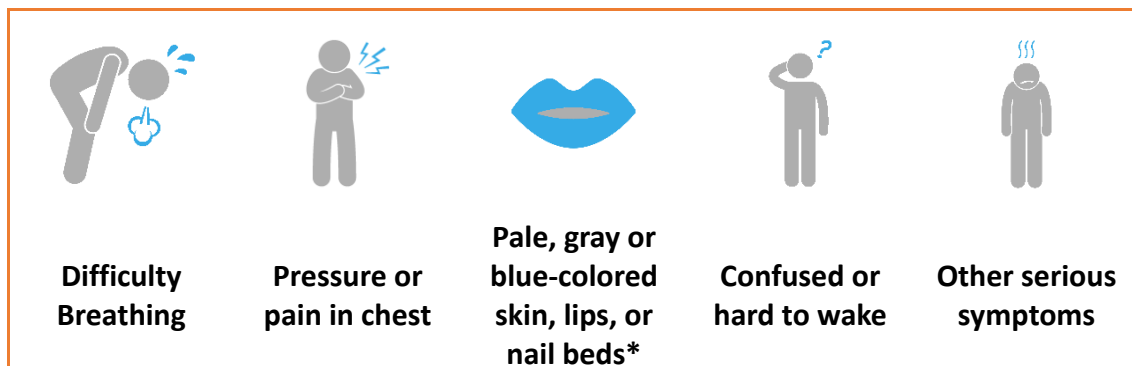 ?
Difficulty
Breathing
Pressure or
pain in chest
Pale, gray or
blue-colored
skin, lips, or
nail beds*
Confused or
hard to wake
Other serious
symptoms